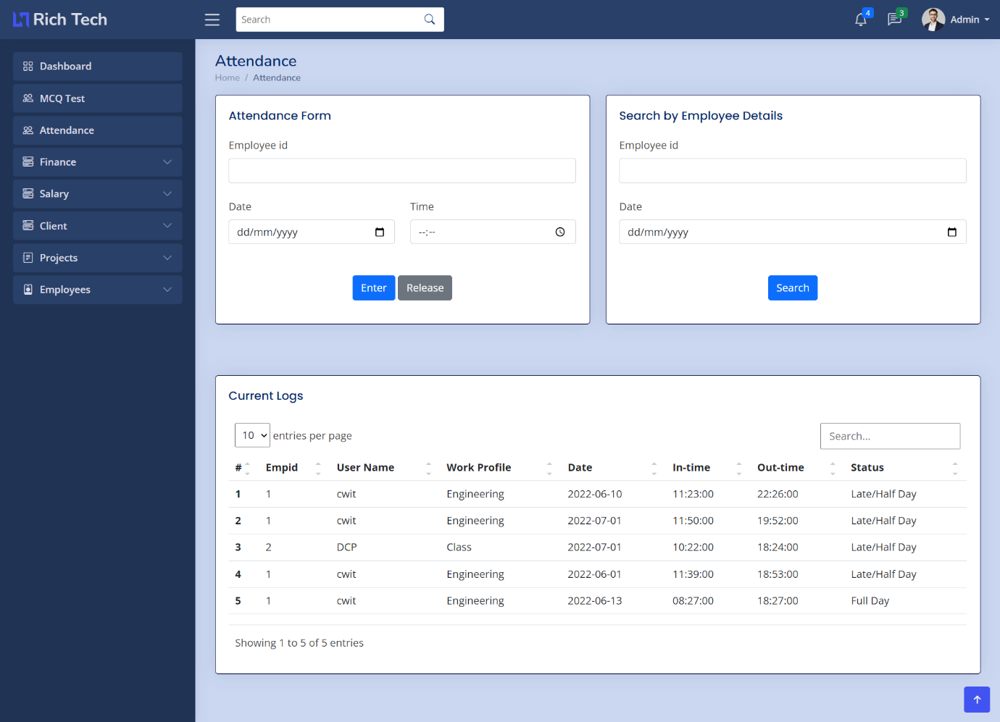 Rich Tech
Search
4
3
Admin
Dashboard
MCQ Test
Attendance
Finance
Salary
Client
Projects
Employees
Attendance
Home / Attendance
Attendance Form
Employee id
Date Time
dd/mm/yyyy --:--
Enter Release
Search by Employee Details
Employee id
Date
dd/mm/yyyy
Search
Current Logs
10 entries per page Search...
# Empid User Name Work Profile Date In-time Out-time Status
1 1 cwit Engineering 2022-06-10 11:23:00 22:26:00 Late/Half Day
2 1 cwit Engineering 2022-07-01 11:50:00 19:52:00 Late/Half Day
3 2 DCP Class 2022-07-01 10:22:00 18:24:00 Late/Half Day
4 1 cwit Engineering 2022-06-01 11:39:00 18:53:00 Late/Half Day
5 1 cwit Engineering 2022-06-13 08:27:00 18:27:00 Full Day
Showing 1 to 5 of 5 entries